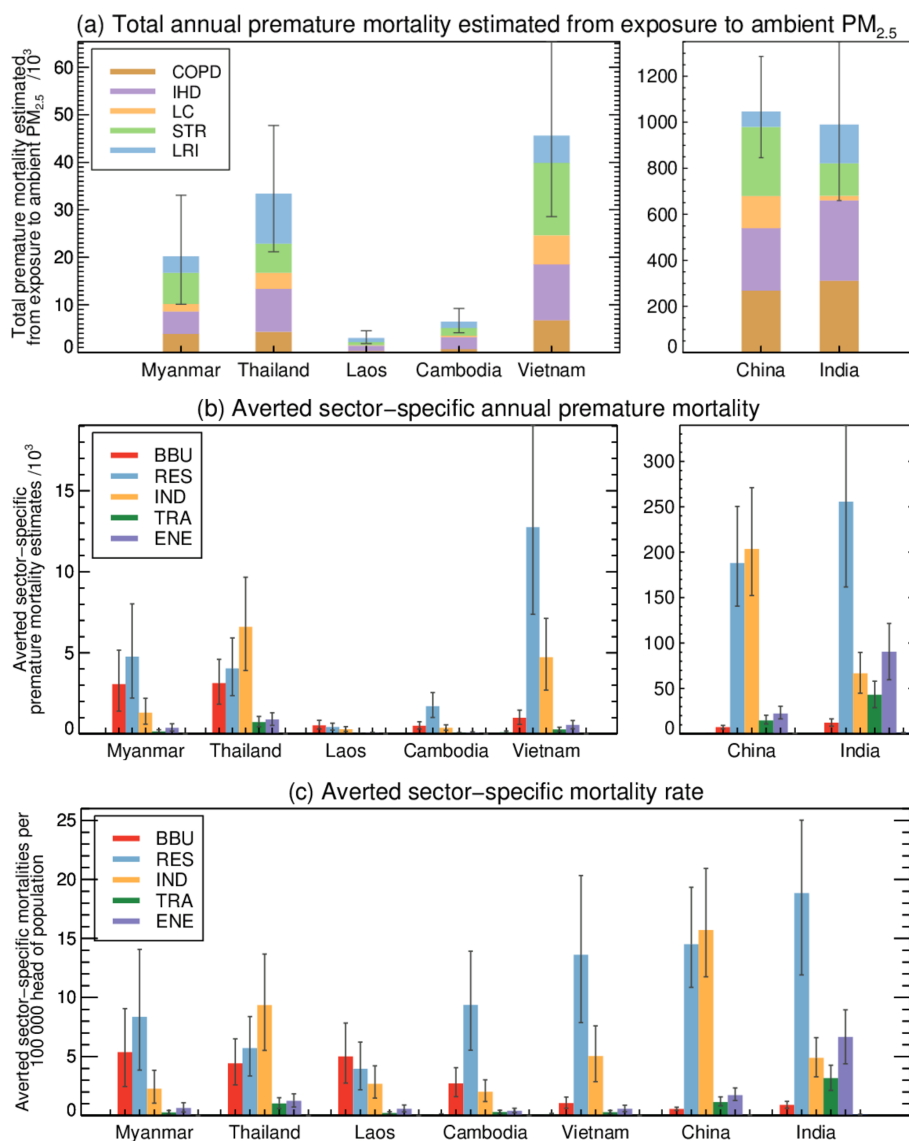 (a) Total annual premature mortality estimated from exposure to ambient PM₂.₅
Total premature mortality estimated
from exposure to ambient PM₂.₅ /10³
60
50
40
30
20
10
0
COPD
IHD
LC
STR
LRI
Myanmar Thailand Laos Cambodia Vietnam
1200
1000
800
600
400
200
0
China India
(b) Averted sector−specific annual premature mortality
Averted sector−specific
premature mortality estimates /10³
15
10
5
0
BBU
RES
IND
TRA
ENE
Myanmar Thailand Laos Cambodia Vietnam
300
250
200
150
100
50
0
China India
(c) Averted sector−specific mortality rate
Averted sector−specific mortalities per
100 000 head of population
25
20
15
10
5
0
BBU
RES
IND
TRA
ENE
Myanmar Thailand Laos Cambodia Vietnam China India